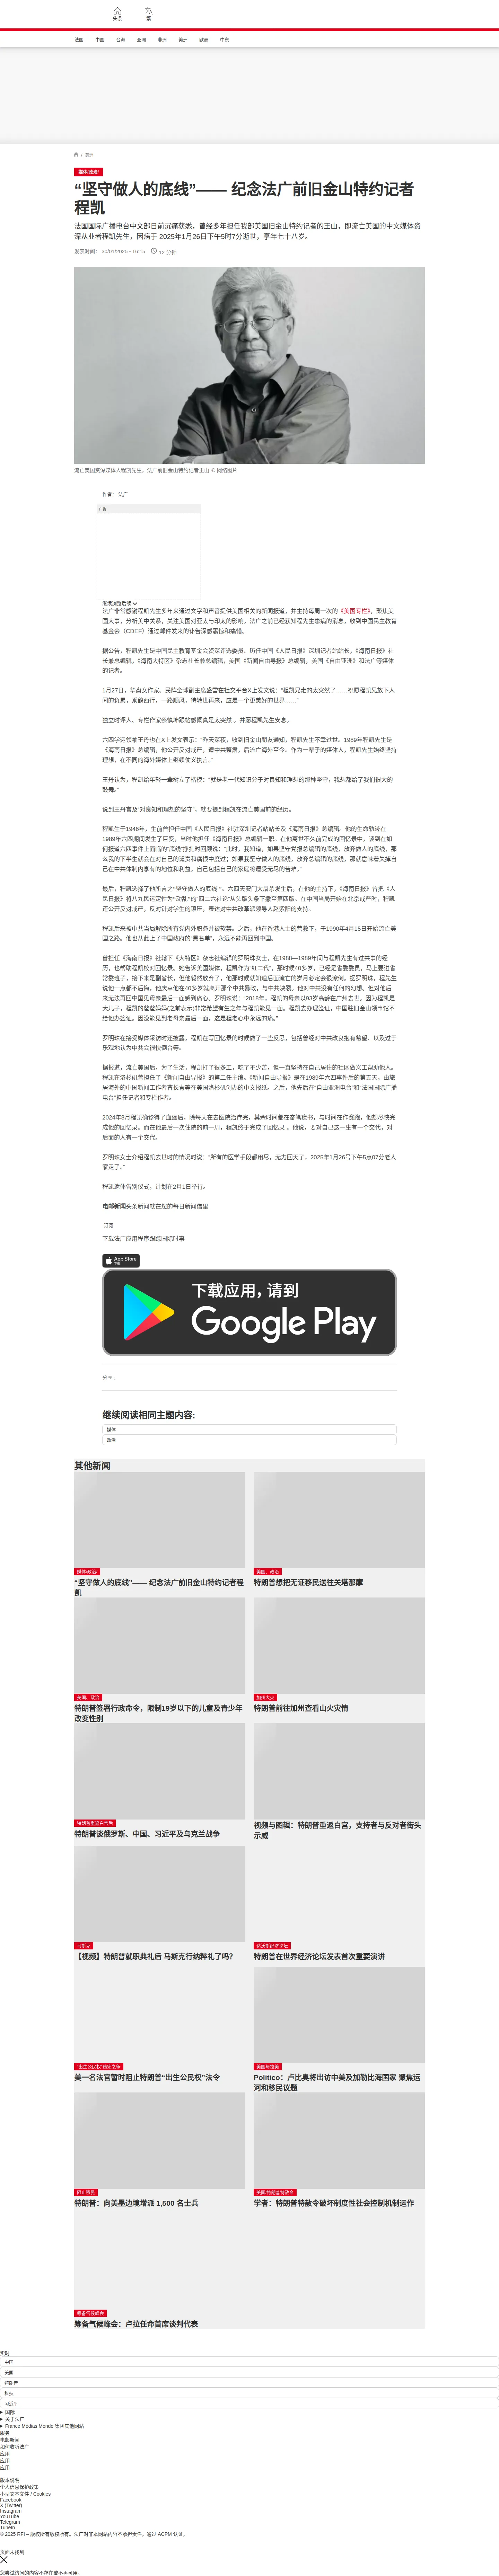 头条
繁
法国
中国
台海
亚洲
非洲
美洲
欧洲
中东
/ 美洲
媒体/政治/
“坚守做人的底线”—— 纪念法广前旧金山特约记者程凯
法国国际广播电台中文部日前沉痛获悉，曾经多年担任我部美国旧金山特约记者的王山，即流亡美国的中文媒体资深从业者程凯先生，因病于 2025年1月26日下午5时7分逝世，享年七十八岁。
发表时间： 30/01/2025 - 16:15
12 分钟
流亡美国资深媒体人程凯先生，法广前旧金山特约记者王山 © 网络图片
作者： 法广
广告
继续浏览后续
法广非常感谢程凯先生多年来通过文字和声音提供美国相关的新闻报道，并主持每周一次的《美国专栏》，聚焦美国大事，分析美中关系，关注美国对亚太与印太的影响。法广之前已经获知程先生患病的消息，收到中国民主教育基金会（CDEF）通过邮件发来的讣告深感震惊和痛惜。
据公告，程凯先生是中国民主教育基金会资深评选委员、历任中国《人民日报》深圳记者站站长，《海南日报》社长兼总编辑，《海南大特区》杂志社长兼总编辑，美国《新闻自由导报》总编辑，美国《自由亚洲》和法广等媒体的记者。
1月27日，华裔女作家、民阵全球副主席盛雪在社交平台X上发文说：“程凯兄走的太突然了……祝愿程凯兄放下人间的负累，乘鹤西行，一路顺风，待转世再来，应是一个更美好的世界……”
独立时评人、专栏作家蔡慎坤跟帖感慨真是太突然 ，并愿程凯先生安息。
六四学运领袖王丹也在X上发文表示：“昨天深夜，收到旧金山朋友通知，程凯先生不幸过世。1989年程凯先生是《海南日报》总编辑，他公开反对戒严，遭中共整肃，后流亡海外至今。作为一辈子的媒体人，程凯先生始终坚持理想，在不同的海外媒体上继续仗义执言。”
王丹认为，程凯给年轻一辈树立了楷模：“就是老一代知识分子对良知和理想的那种坚守，我想都给了我们很大的鼓舞。”
说到王丹言及“对良知和理想的坚守”，就要提到程凯在流亡美国前的经历。
程凯生于1946年，生前曾担任中国《人民日报》社驻深圳记者站站长及《海南日报》总编辑。他的生命轨迹在1989年六四期间发生了巨变。当时他担任《海南日报》总编辑一职。在他离世不久前完成的回忆录中，谈到在如何报道六四事件上面临的“底线”挣扎时回顾说：“此时，我知道，如果坚守党报总编辑的底线，放弃做人的底线，那么我的下半生就会在对自己的谴责和痛恨中度过；如果我坚守做人的底线，放弃总编辑的底线，那就意味着失掉自己在中共体制内享有的地位和利益，自己包括自己的家庭将遭受无尽的苦难。”
最后，程凯选择了他所言之“坚守做人的底线 ”。六四天安门大屠杀发生后，在他的主持下，《海南日报》曾把《人民日报》将八九民运定性为“动乱”的“四二六社论”从头版头条下撤至第四版。在中国当局开始在北京戒严时，程凯还公开反对戒严，反对针对学生的镇压，表达对中共改革派领导人赵紫阳的支持。
程凯后来被中共当局解除所有党内外职务并被软禁。之后，他在香港人士的营救下，于1990年4月15日开始流亡美国之路。他也从此上了中国政府的“黑名单”，永远不能再回到中国。
曾担任《海南日报》社辖下《大特区》杂志社编辑的罗明珠女士，在1988—1989年间与程凯先生有过共事的经历，也帮助程凯校对回忆录。她告诉美国媒体，程凯作为“红二代”，那时候40多岁，已经是省委委员，马上要进省常委班子，接下来是副省长，但他毅然放弃了，他那时候就知道后面流亡的岁月必定会很潦倒。据罗明珠，程先生说他一点都不后悔，他庆幸他在40多岁就离开那个中共暴政，与中共决裂。他对中共没有任何的幻想。但对他后来无法再回中国见母亲最后一面感到痛心。罗明珠说：“2018年，程凯的母亲以93岁高龄在广州去世。因为程凯是大儿子，程凯的爸爸妈妈(之前表示)非常希望有生之年与程凯能见一面。程凯去办理签证，中国驻旧金山领事馆不给他办签证。因没能见到老母亲最后一面，这是程老心中永远的痛。”
罗明珠在接受媒体采访时还披露，程凯在写回忆录的时候做了一些反思，包括曾经对中共改良抱有希望、以及过于乐观地认为中共会很快倒台等。
据报道，流亡美国后，为了生活，程凯打了很多工，吃了不少苦，但一直坚持在自己居住的社区做义工帮助他人。程凯在洛杉矶曾担任了《新闻自由导报》的第二任主编。《新闻自由导报》是在1989年六四事件后的第五天，由旅居海外的中国新闻工作者曹长青等在美国洛杉矶创办的中文报纸。之后，他先后在“自由亚洲电台”和“法国国际广播电台”担任记者和专栏作者。
2024年8月程凯确诊得了血癌后，除每天在去医院治疗完，其余时间都在奋笔疾书，与时间在作赛跑，他想尽快完成他的回忆录。而在他最后一次住院的前一周，程凯终于完成了回忆录 。他说，要对自己这一生有一个交代，对后面的人有一个交代。
罗明珠女士介绍程凯去世时的情况时说：“所有的医学手段都用尽，无力回天了，2025年1月26号下午5点07分老人家走了。”
程凯遗体告别仪式，计划在2月1日举行。
电邮新闻头条新闻就在您的每日新闻信里
订阅
下载法广应用程序跟踪国际时事
App Store
下载
下载应用，请到
Google Play
分享 :
继续阅读相同主题内容:
媒体
政治
其他新闻
媒体/政治/
“坚守做人的底线”—— 纪念法广前旧金山特约记者程凯
美国、政治
特朗普想把无证移民送往关塔那摩
美国、政治
特朗普签署行政命令，限制19岁以下的儿童及青少年改变性别
加州大火
特朗普前往加州查看山火灾情
特朗普重返白宫后
特朗普谈俄罗斯、中国、习近平及乌克兰战争
视频与图辑：特朗普重返白宫，支持者与反对者街头示威
马斯克
【视频】特朗普就职典礼后 马斯克行纳粹礼了吗？
达沃斯经济论坛
特朗普在世界经济论坛发表首次重要演讲
“出生公民权”违宪之争
美一名法官暂时阻止特朗普“出生公民权”法令
美国与拉美
Politico：卢比奥将出访中美及加勒比海国家 聚焦运河和移民议题
阻止移民
特朗普：向美墨边境增派 1,500 名士兵
美国/特朗普特赦令
学者：特朗普特赦令破坏制度性社会控制机制运作
筹备气候峰会
筹备气候峰会：卢拉任命首席谈判代表
实时
中国
美国
特朗普
科技
习近平
国际
关于法广
France Médias Monde 集团其他网站
服务
电邮新闻
如何收听法广
应用
应用
应用
版本说明
个人信息保护政策
小型文本文件 / Cookies
Facebook
X (Twitter)
Instagram
YouTube
Telegram
TuneIn
© 2025 RFI – 版权所有版权所有。法广对非本网站内容不承担责任。通过 ACPM 认证。
页面未找到
您尝试访问的内容不存在或不再可用。